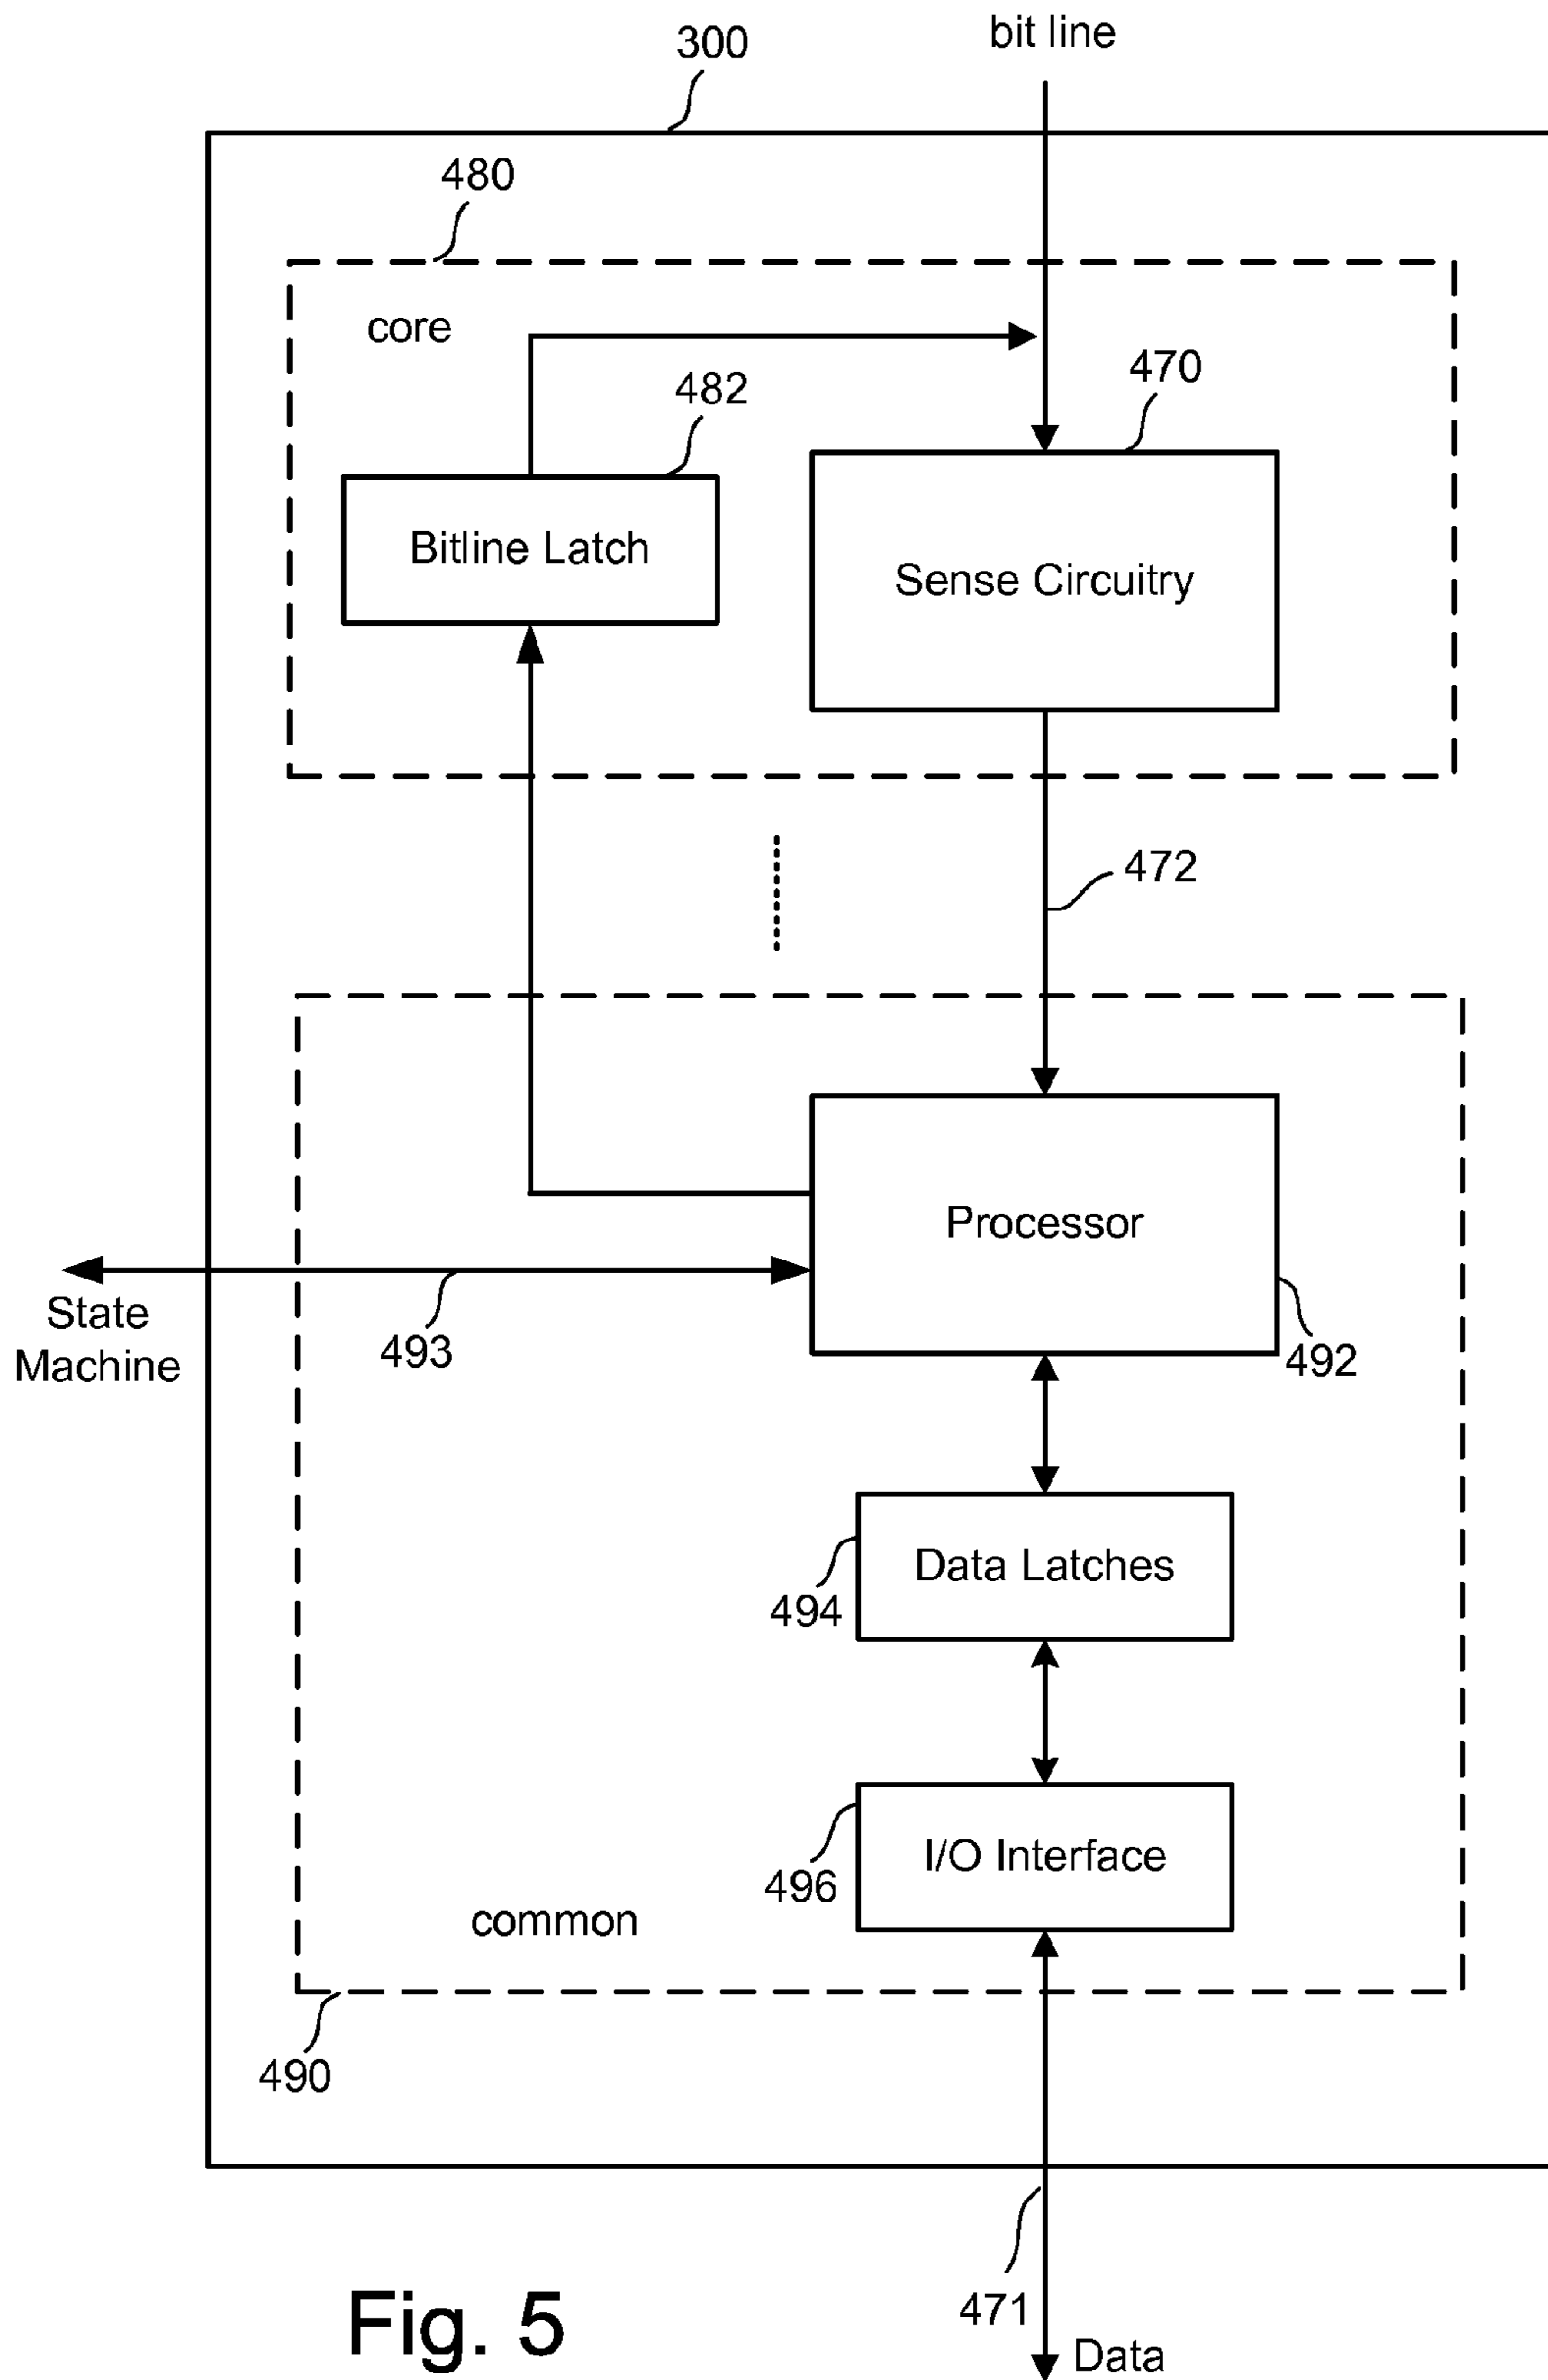 bit line
300
480
core
470
482
Bitline Latch
Sense Circuitry
472
Processor
State
Machine
493
492
Data Latches
494
I/O Interface
496
common
490
471
Data
Fig. 5